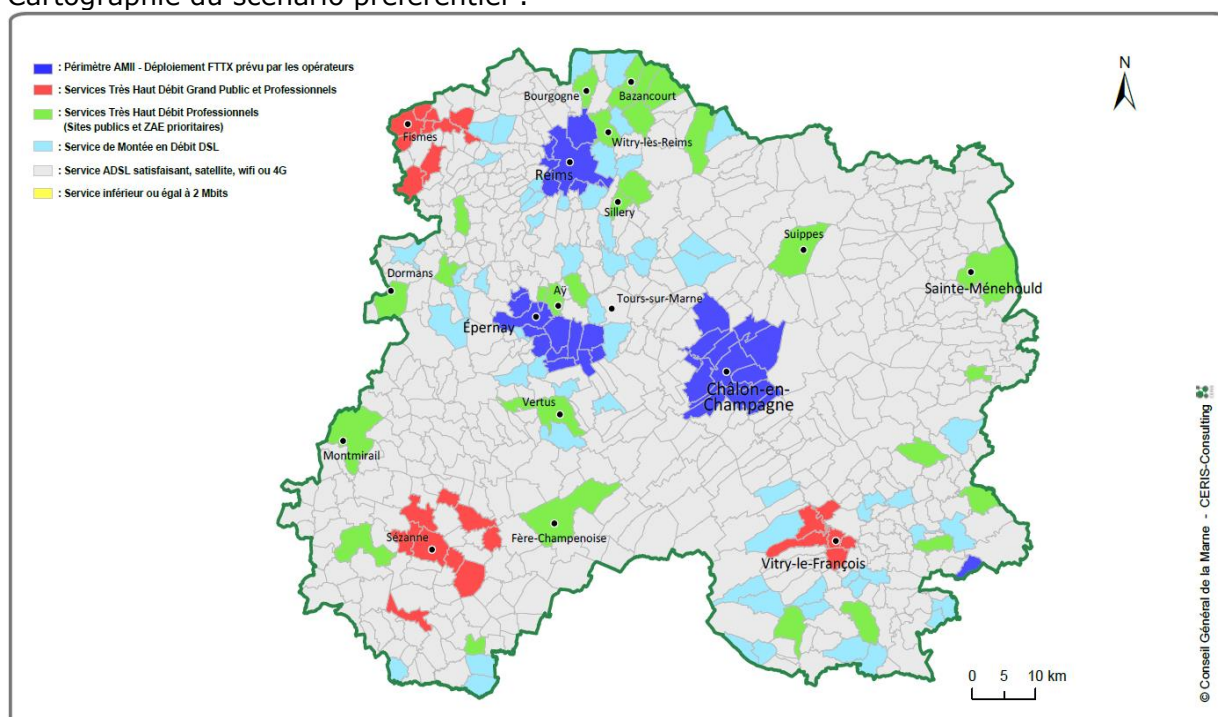 Cartographie du scénario préférentiel :
: Périmètre AMII - Déploiement FTTX prévu par les opérateurs
: Services Très Haut Débit Grand Public et Professionnels
: Services Très Haut Débit Professionnels
(Sites publics et ZAE prioritaires)
: Service de Montée en Débit DSL
: Service ADSL satisfaisant, satellite, wifi ou 4G
: Service inférieur ou égal à 2 Mbits
N
Bourgogne
Bazancourt
Fismes
Witry-lès-Reims
Reims
Sillery
Suippes
Dormans
Sainte-Ménehould
Aÿ
Tours-sur-Marne
Épernay
Châlon-en-
Champagne
Vertus
Montmirail
Sézanne
Fère-Champenoise
Vitry-le-François
0 5 10 km
© Conseil Général de la Marne - CERIS-Consulting